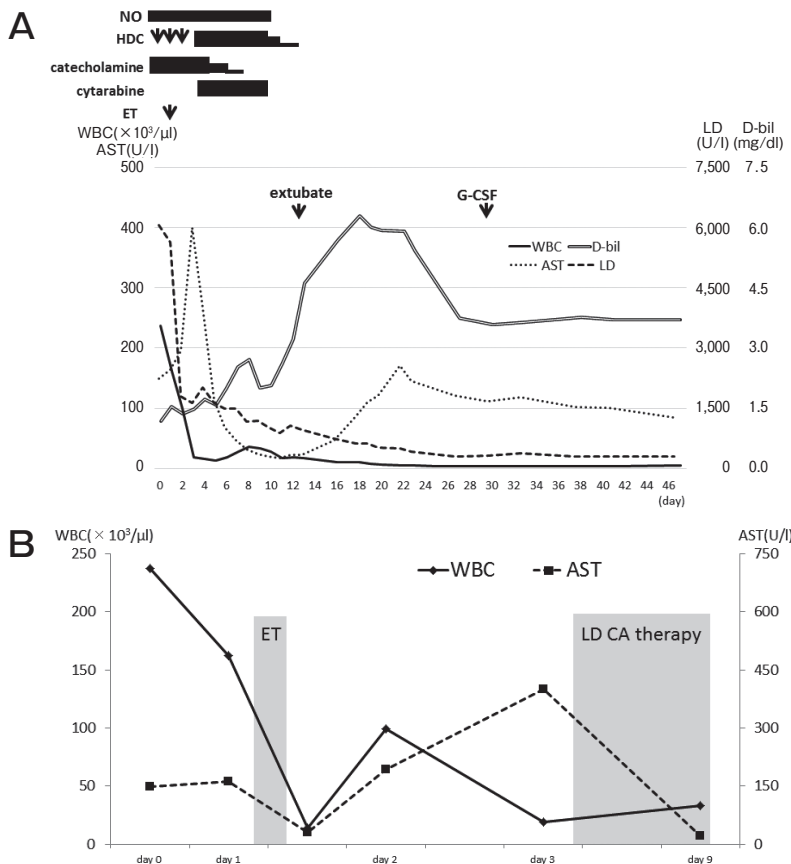 A
NO
HDC
catecholamine
cytarabine
ET
WBC(×10³/μl)
AST(U/l)
LD
(U/l)
D-bil
(mg/dl)
500 7,500 7.5
extubate
G-CSF
400 6,000 6.0
WBC D-bil
AST LD
300 4,500 4.5
200 3,000 3.0
100 1,500 1.5
0 0 0.0
0 2 4 6 8 10 12 14 16 18 20 22 24 26 28 30 32 34 36 38 40 42 44 46
(day)
B
WBC(×10³/μl)
AST(U/l)
250 750
WBC AST
200 600
ET
LD CA therapy
150 450
100 300
50 150
0 0
day 0 day 1 day 2 day 3 day 9